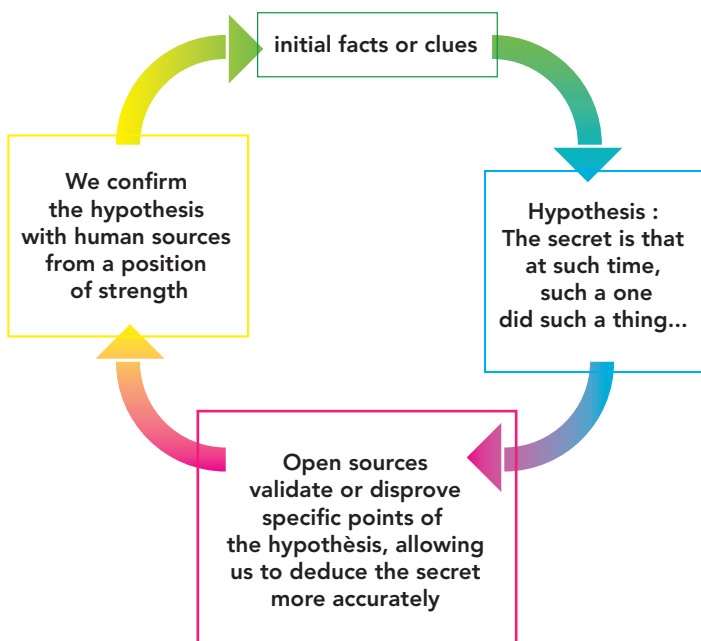 initial facts or clues
Hypothesis :
The secret is that
at such time,
such a one
did such a thing...
Open sources
validate or disprove
specific points of
the hypothèsis, allowing
us to deduce the secret
more accurately
We confirm
the hypothesis
with human sources
from a position
of strength